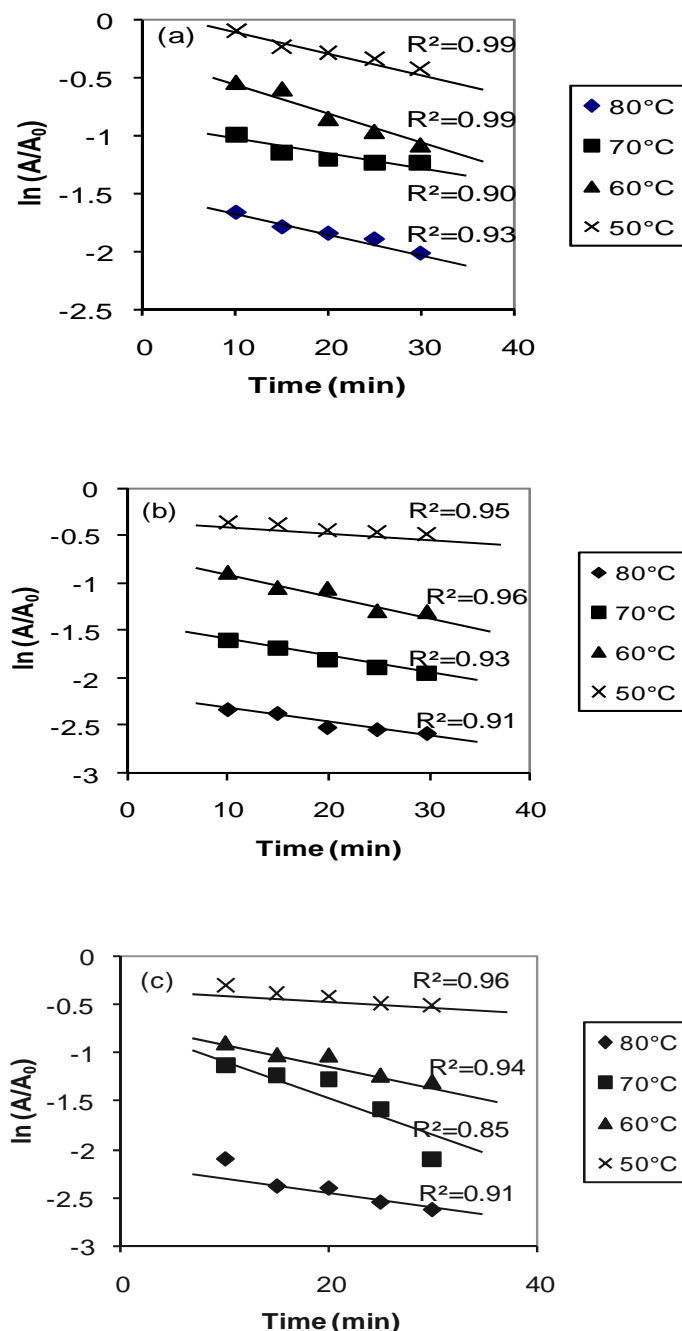 0
(a)
R²=0.99
-0.5
R²=0.99
-1
ln (A/A₀)
-1.5
R²=0.90
R²=0.93
-2
-2.5
0 10 20 30 40
Time (min)
80°C
70°C
60°C
50°C
0
(b)
R²=0.95
-0.5
-1
R²=0.96
ln (A/A₀)
-1.5
R²=0.93
-2
R²=0.91
-2.5
-3
0 10 20 30 40
Time (min)
80°C
70°C
60°C
50°C
0
(c)
R²=0.96
-0.5
-1
R²=0.94
ln (A/A₀)
-1.5
R²=0.85
-2
R²=0.91
-2.5
-3
0 20 40
Time (min)
80°C
70°C
60°C
50°C